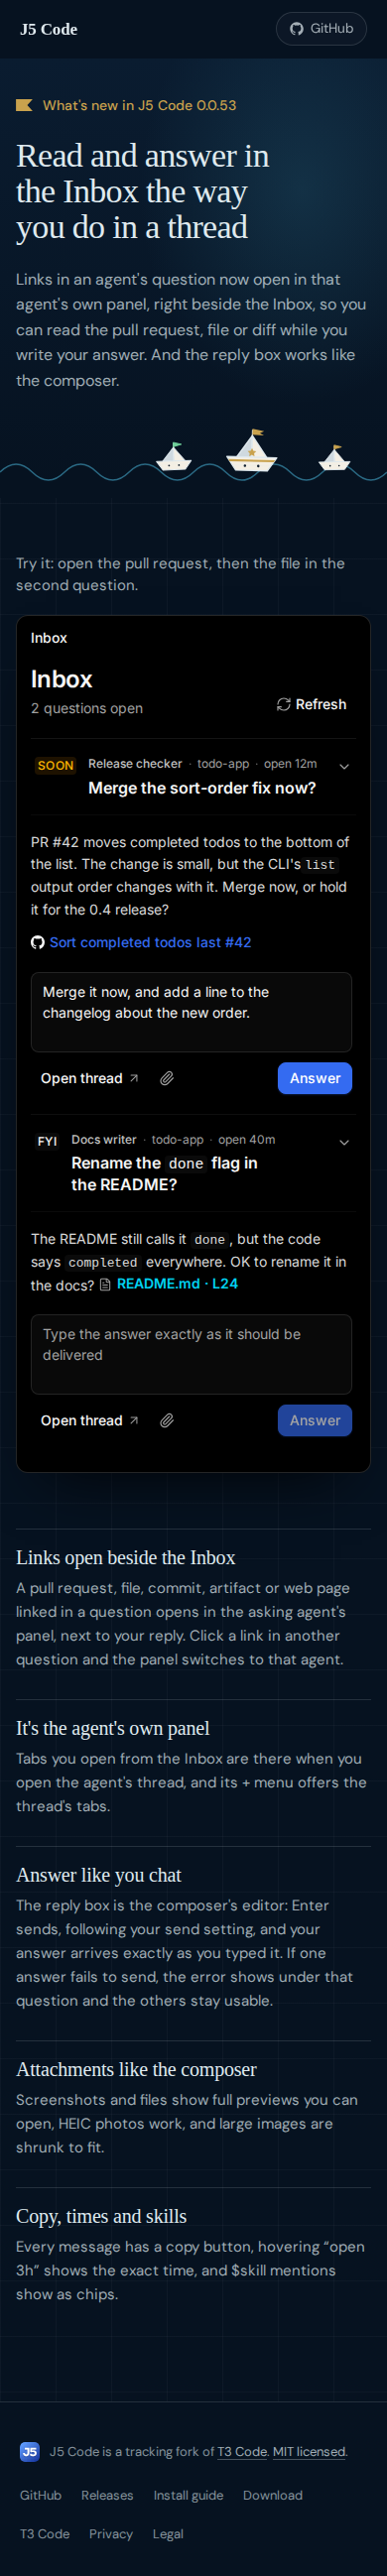 J5 Code
GitHub
What's new in J5 Code 0.0.53
Read and answer in
the Inbox the way
you do in a thread
Links in an agent's question now open in that
agent's own panel, right beside the Inbox, so you
can read the pull request, file or diff while you
write your answer. And the reply box works like
the composer.
Try it: open the pull request, then the file in the
second question.
Inbox
Inbox
2 questions open
Refresh
SOON
Release checker · todo-app · open 12m
Merge the sort-order fix now?
PR #42 moves completed todos to the bottom of
the list. The change is small, but the CLI's list
output order changes with it. Merge now, or hold
it for the 0.4 release?
Sort completed todos last #42
Merge it now, and add a line to the
changelog about the new order.
Open thread
Answer
FYI
Docs writer · todo-app · open 40m
Rename the done flag in
the README?
The README still calls it done, but the code
says completed everywhere. OK to rename it in
the docs? README.md · L24
Type the answer exactly as it should be
delivered
Open thread
Answer
Links open beside the Inbox
A pull request, file, commit, artifact or web page
linked in a question opens in the asking agent's
panel, next to your reply. Click a link in another
question and the panel switches to that agent.
It's the agent's own panel
Tabs you open from the Inbox are there when you
open the agent's thread, and its + menu offers the
thread's tabs.
Answer like you chat
The reply box is the composer's editor: Enter
sends, following your send setting, and your
answer arrives exactly as you typed it. If one
answer fails to send, the error shows under that
question and the others stay usable.
Attachments like the composer
Screenshots and files show full previews you can
open, HEIC photos work, and large images are
shrunk to fit.
Copy, times and skills
Every message has a copy button, hovering “open
3h” shows the exact time, and $skill mentions
show as chips.
J5
J5 Code is a tracking fork of T3 Code. MIT licensed.
GitHub
Releases
Install guide
Download
T3 Code
Privacy
Legal